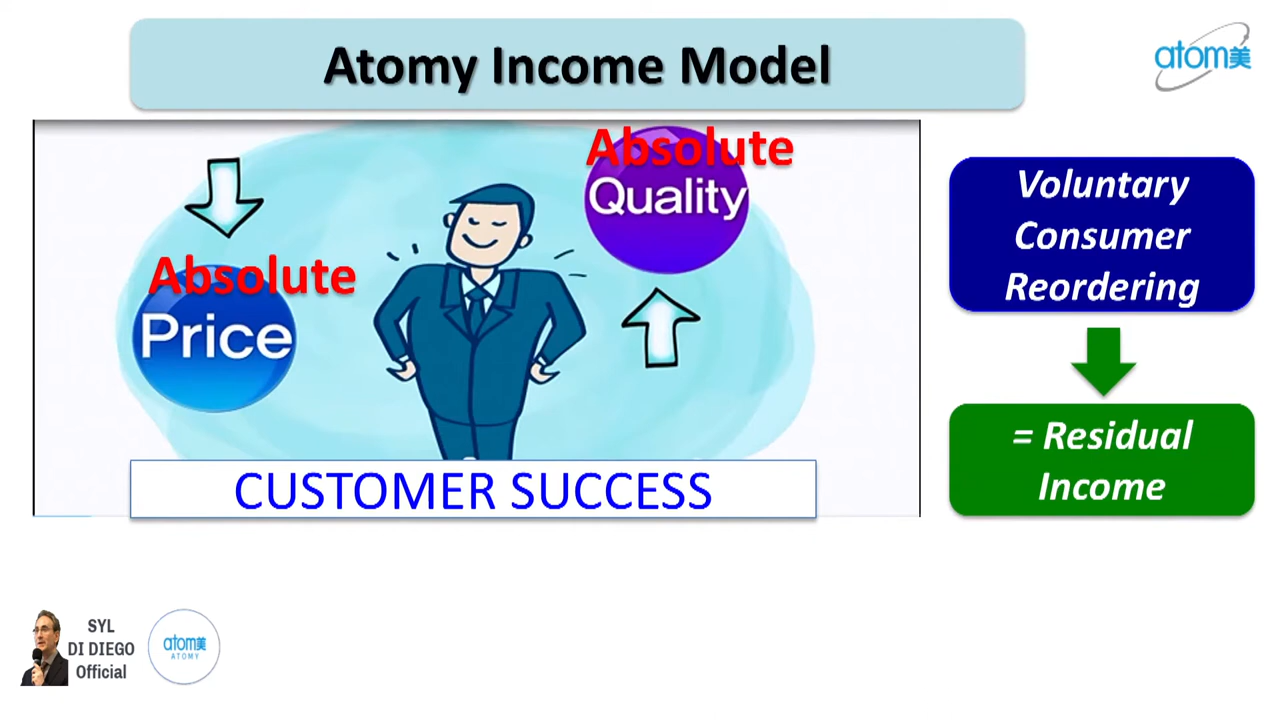 Atomy Income Model
atom美
Absolute
Price
Absolute
Quality
CUSTOMER SUCCESS
Voluntary
Consumer
Reordering
= Residual
Income
SYL
DI DIEGO
Official
atom美
ATOMY